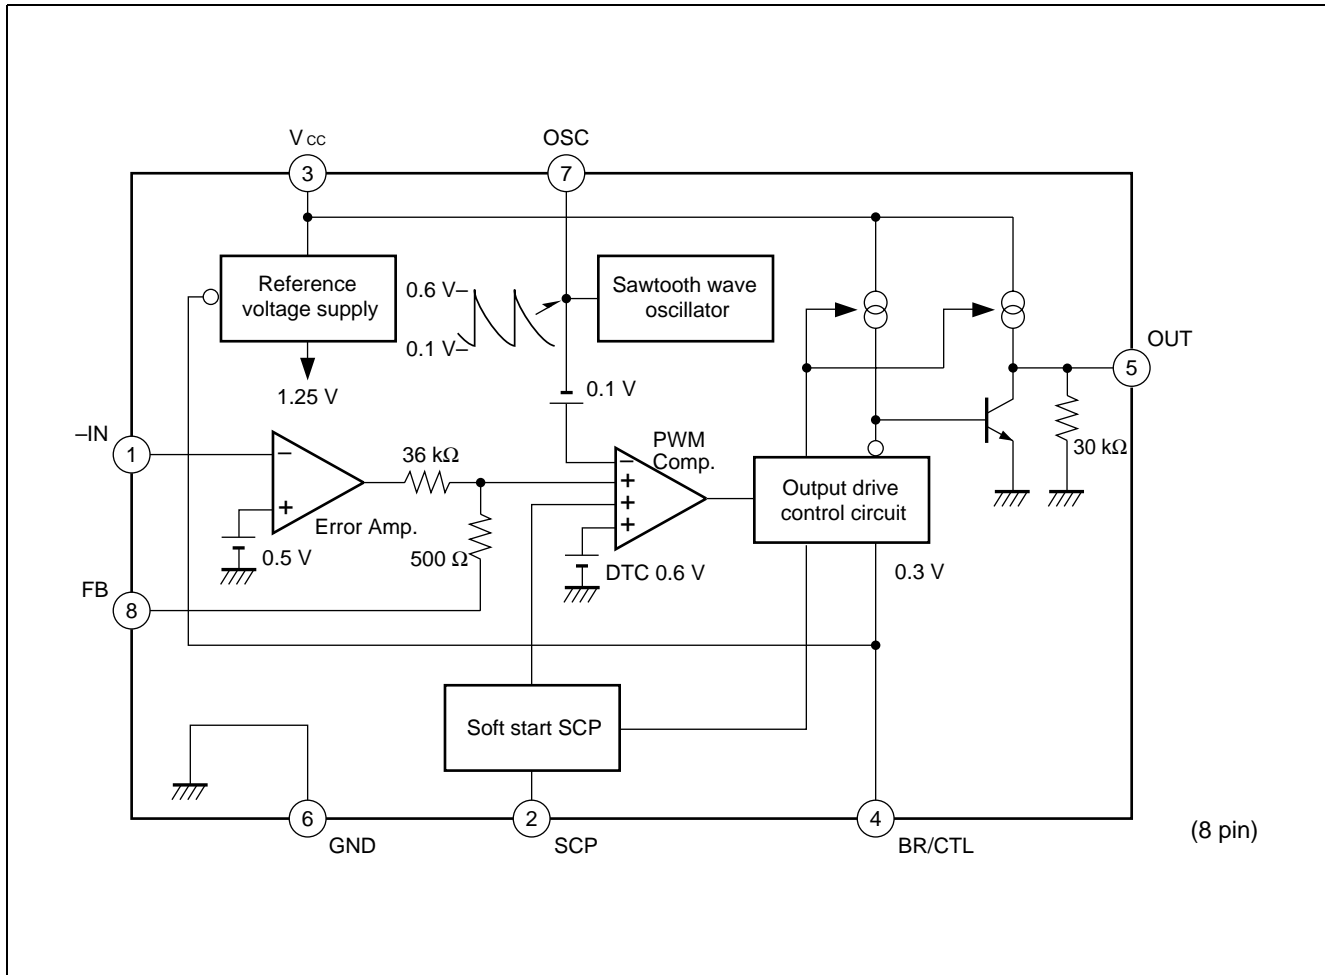 V CC
OSC
3
7
Reference
voltage supply
0.6 V–
0.1 V–
Sawtooth wave
oscillator
1.25 V
0.1 V
OUT
5
–IN
1
–
+
Error Amp.
0.5 V
36 kΩ
500 Ω
PWM
Comp.
–
+
+
+
DTC 0.6 V
Output drive
control circuit
30 kΩ
0.3 V
FB
8
Soft start SCP
6
GND
2
SCP
4
BR/CTL
(8 pin)